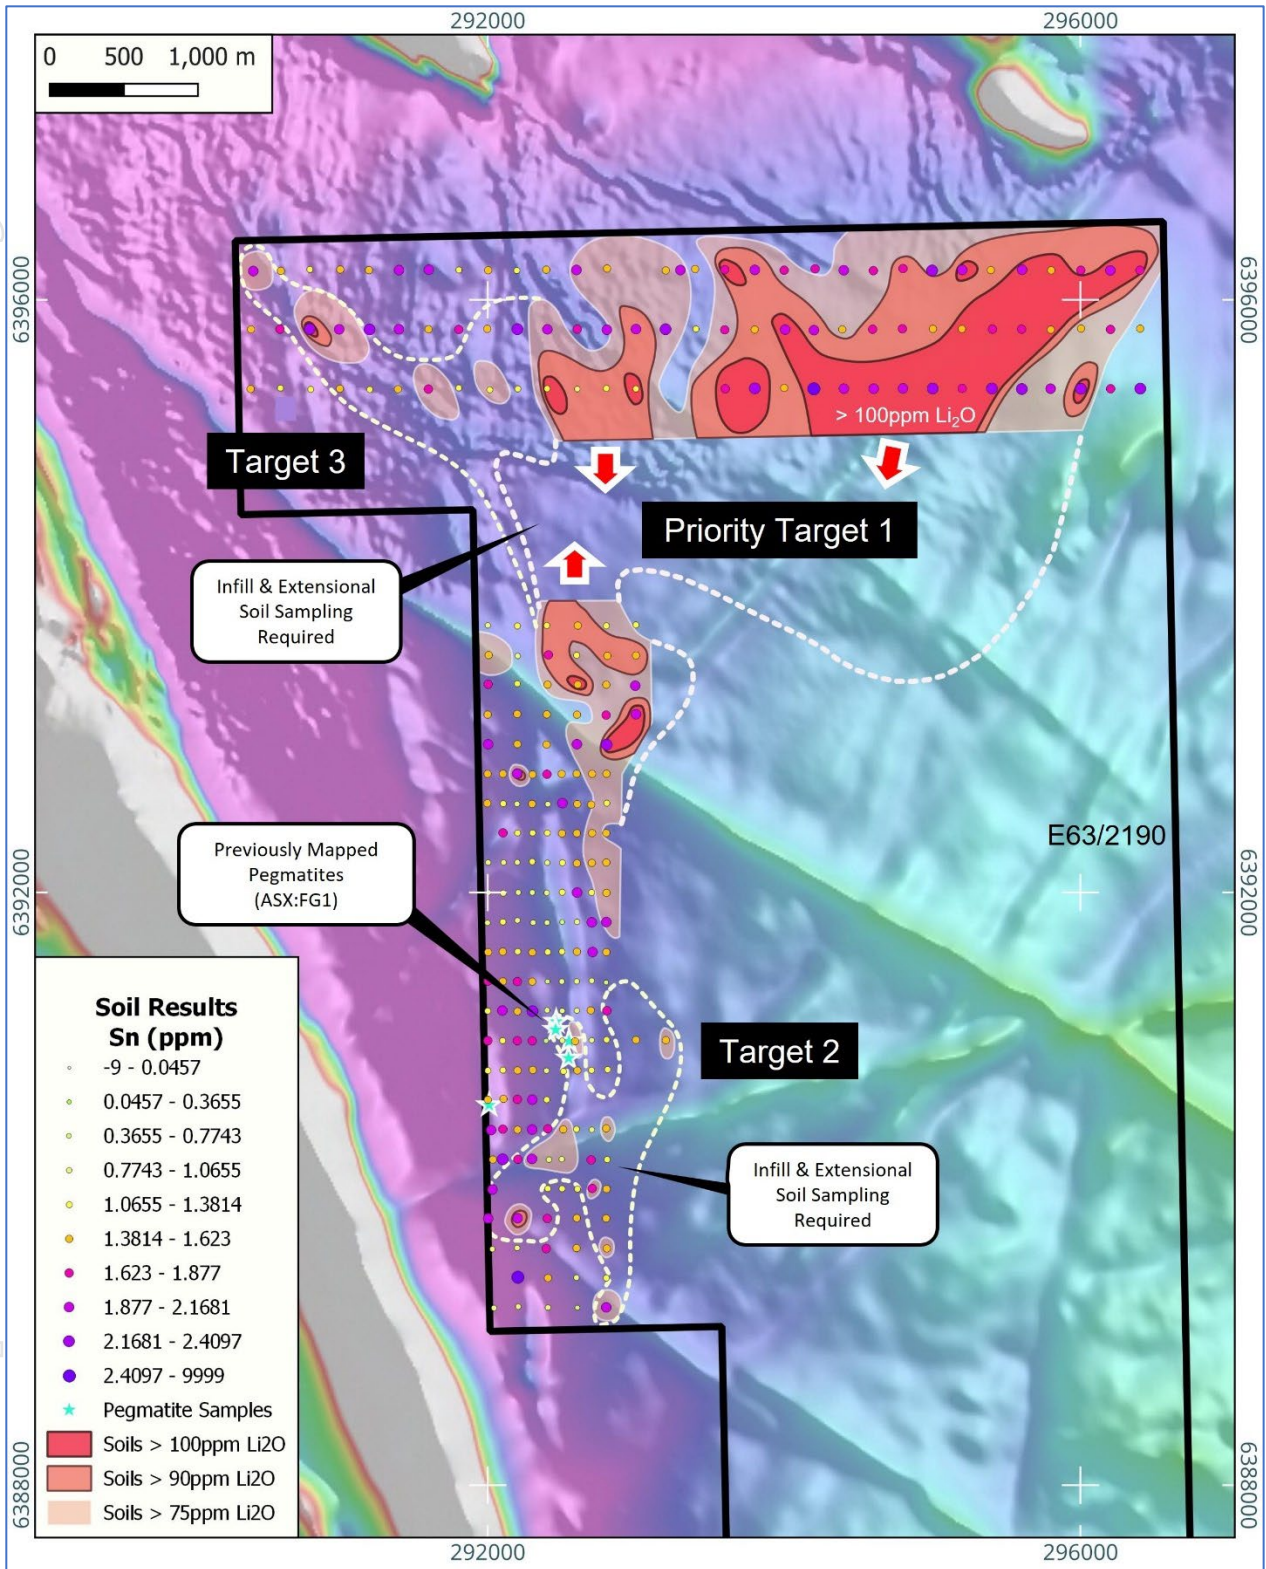 292000
296000
0 500 1,000 m
6396000
6396000
> 100ppm Li₂O
Target 3
Priority Target 1
Infill & Extensional
Soil Sampling
Required
E63/2190
Previously Mapped
Pegmatites
(ASX:FG1)
6392000
6392000
Target 2
Infill & Extensional
Soil Sampling
Required
Soil Results
Sn (ppm)
-9 - 0.0457
0.0457 - 0.3655
0.3655 - 0.7743
0.7743 - 1.0655
1.0655 - 1.3814
1.3814 - 1.623
1.623 - 1.877
1.877 - 2.1681
2.1681 - 2.4097
2.4097 - 9999
Pegmatite Samples
Soils > 100ppm Li2O
Soils > 90ppm Li2O
Soils > 75ppm Li2O
6388000
6388000
292000
296000